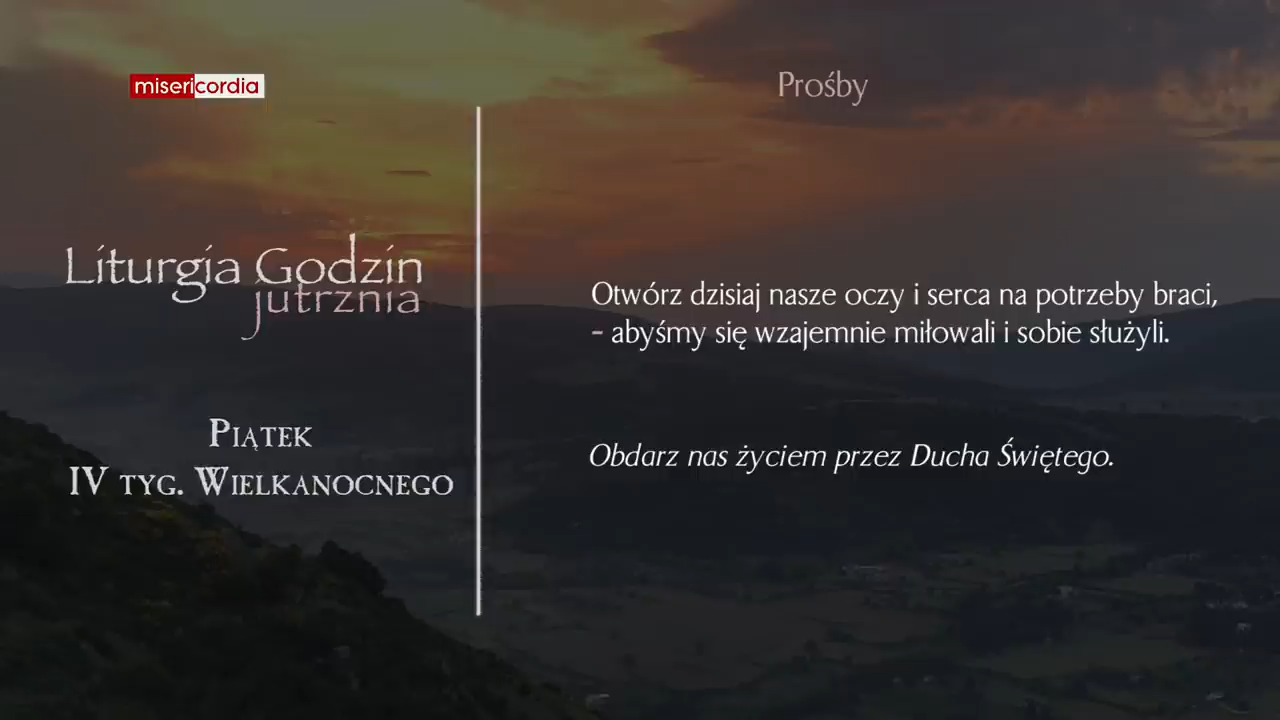 misericordia
Prośby
Liturgia Godzin
jutrznia
Piątek
IV tyg. Wielkanocnego
Otwórz dzisiaj nasze oczy i serca na potrzeby braci,
- abyśmy się wzajemnie miłowali i sobie służyli.
Obdarz nas życiem przez Ducha Świętego.